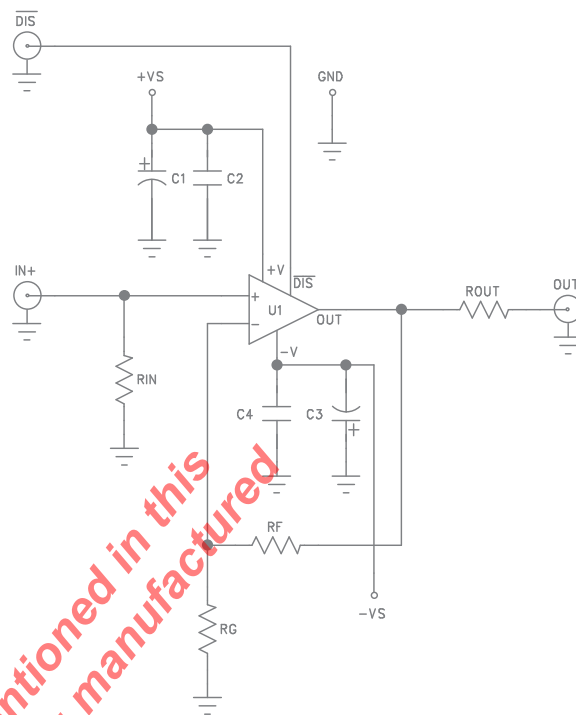 DIS
+VS
GND
+
C1
C2
IN+
+V
DIS
+
U1
OUT
ROUT
OUT
−
−V
RIN
C4
C3
+
RF
−VS
RG
ntioned in this
manufactured